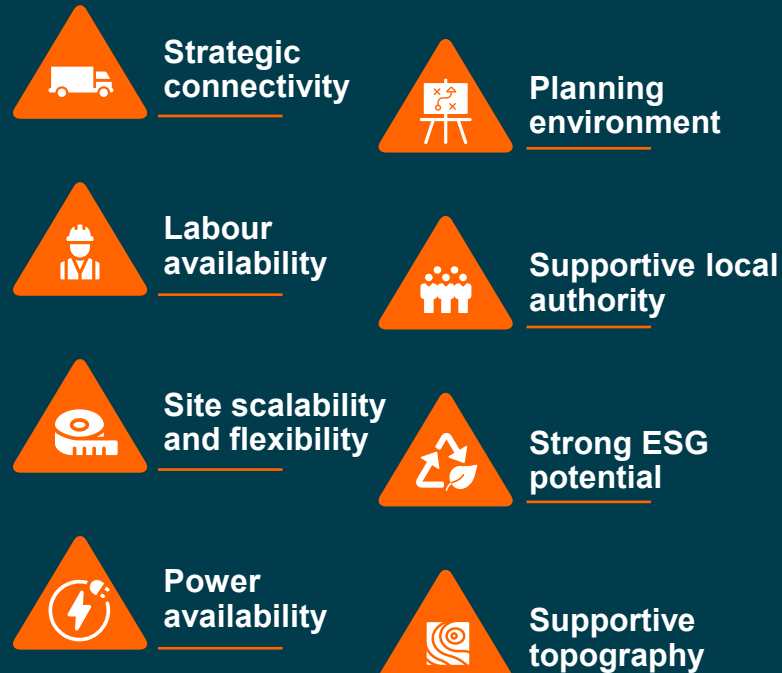 Strategic
connectivity
Labour
availability
Site scalability
and flexibility
Power
availability
Planning
environment
Supportive local
authority
Strong ESG
potential
Supportive
topography